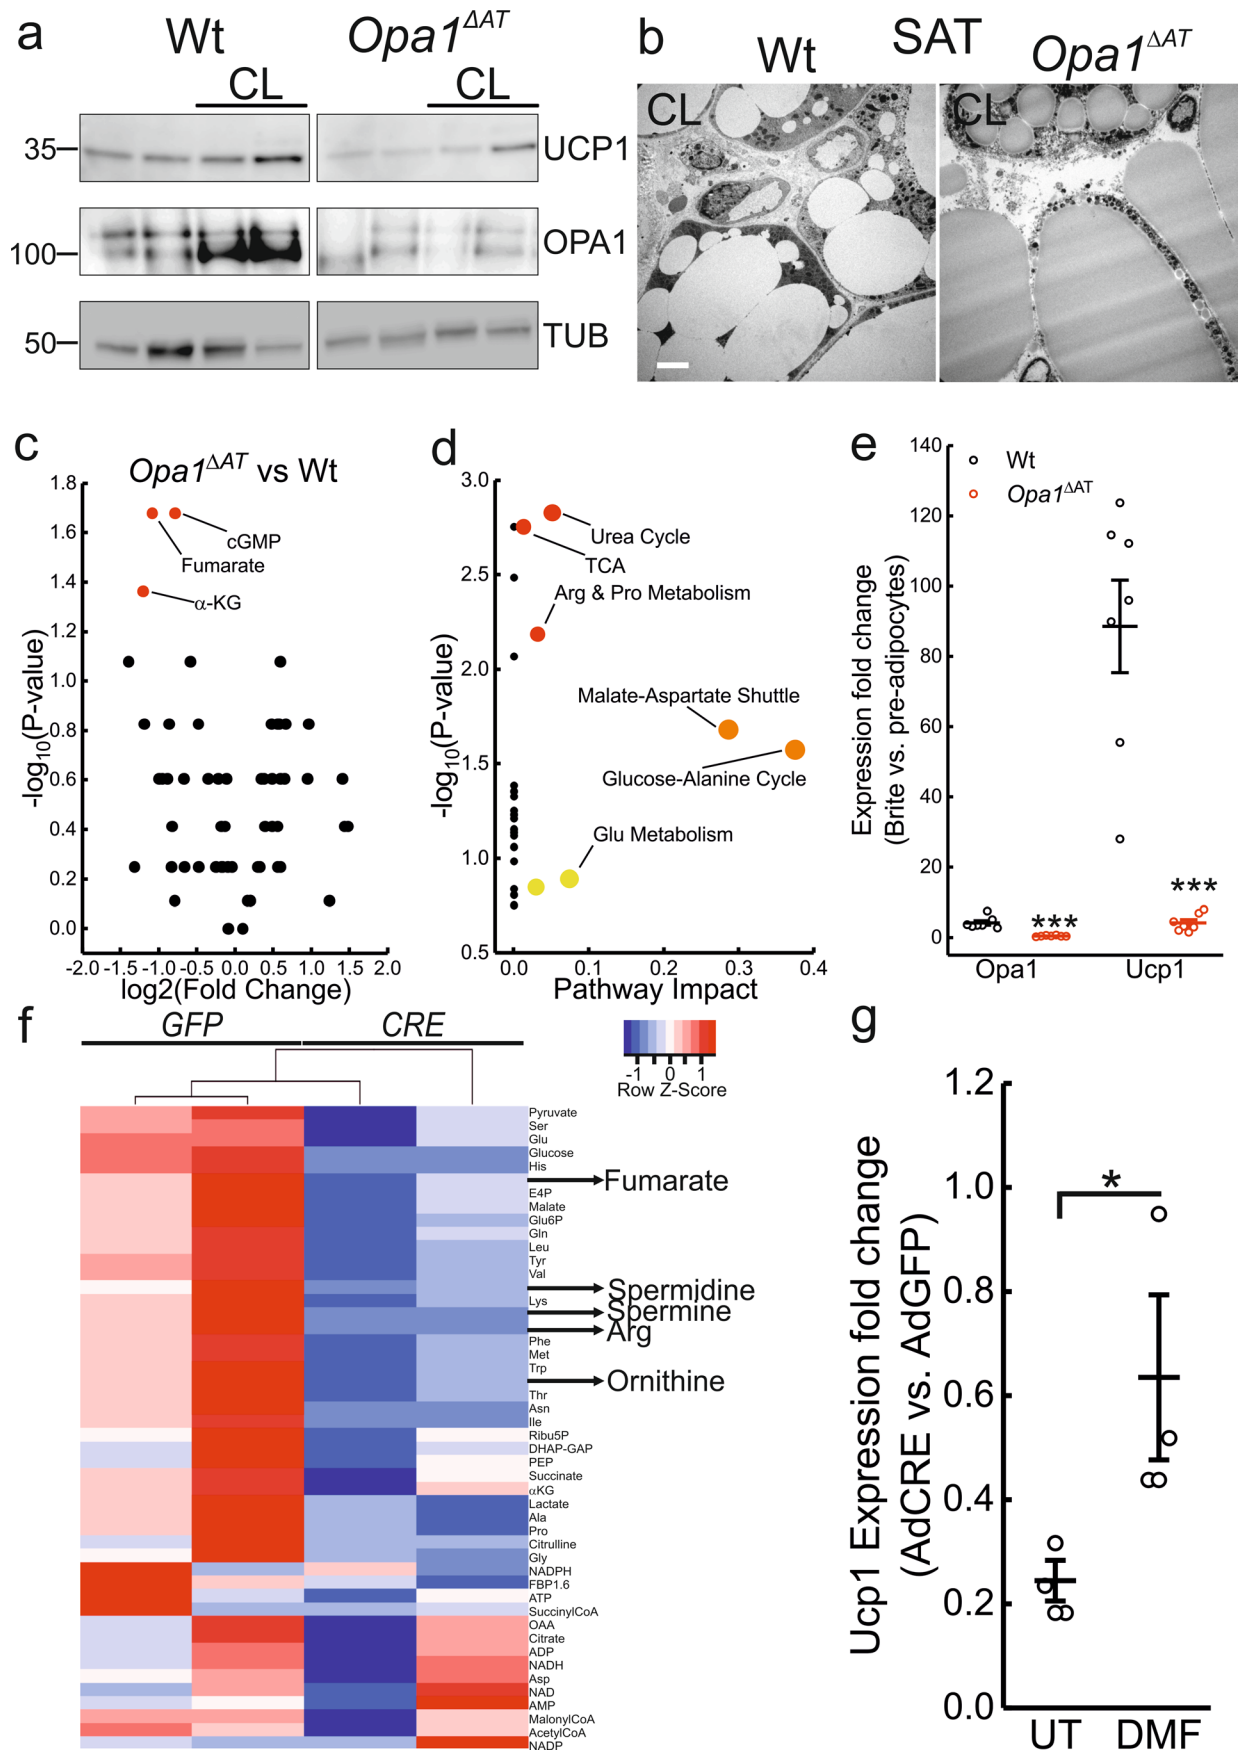 a
Wt
Opa1ΔAT
CL
CL
35
UCP1
100
OPA1
50
TUB
b
SAT
Wt
Opa1ΔAT
CL
CL
c
Opa1ΔAT vs Wt
1.8
1.6
1.4
1.2
1.0
0.8
0.6
0.4
0.2
0.0
-log10(P-value)
cGMP
Fumarate
α-KG
-2.0 -1.5 -1.0 -0.5 0.0 0.5 1.0 1.5 2.0
log2(Fold Change)
d
3.0
2.5
2.0
1.5
1.0
0.5
-log10(P-value)
Urea Cycle
TCA
Arg & Pro Metabolism
Malate-Aspartate Shuttle
Glucose-Alanine Cycle
Glu Metabolism
0.0 0.1 0.2 0.3 0.4
Pathway Impact
e
140
120
100
80
60
40
20
0
Expression fold change
(Brite vs. pre-adipocytes)
Wt
Opa1ΔAT
***
***
Opa1 Ucp1
f
GFP CRE
-1 0 1
Row Z-Score
Pyruvate
Ser
Glu
Glucose
His
Fumarate
E4P
Malate
Glu6P
Gln
Leu
Tyr
Val
Spermidine
Lys
Spermine
Arg
Phe
Met
Trp
Ornithine
Thr
Asn
Ile
Ribu5P
DHAP-GAP
PEP
Succinate
αKG
Lactate
Ala
Pro
Citrulline
Gly
NADPH
FBP1.6
ATP
SuccinylCoA
OAA
Citrate
ADP
NADH
Asp
NAD
AMP
MalonylCoA
AcetylCoA
NADP
g
1.2
1.0
0.8
0.6
0.4
0.2
0.0
Ucp1 Expression fold change
(AdCRE vs. AdGFP)
*
UT DMF